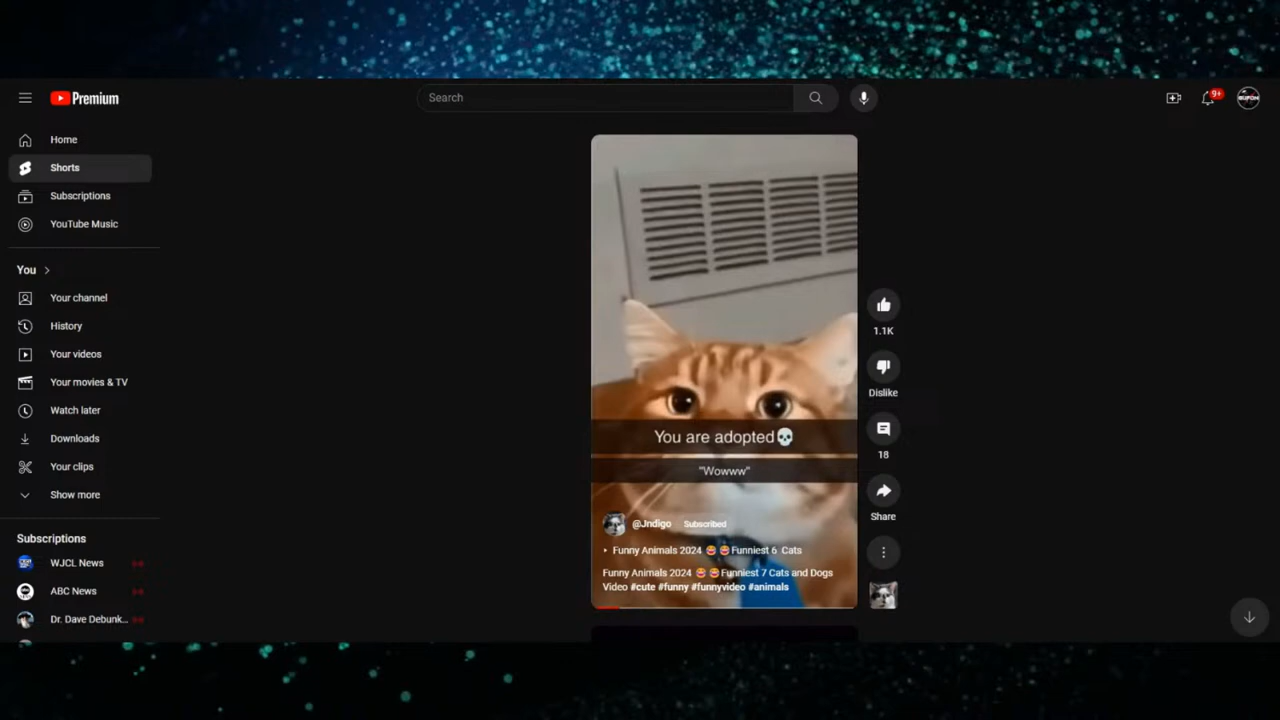 Premium
Search
9+
Home
Shorts
Subscriptions
YouTube Music
You
Your channel
History
Your videos
Your movies & TV
Watch later
Downloads
Your clips
Show more
Subscriptions
WJCL News
ABC News
Dr. Dave Debunk...
You are adopted💀
"Wowww"
@Jndigo Subscribed
Funny Animals 2024 😂 😂Funniest 6 Cats
Funny Animals 2024 😂 😂Funniest 7 Cats and Dogs
Video #cute #funny #funnyvideo #animals
1.1K
Dislike
18
Share